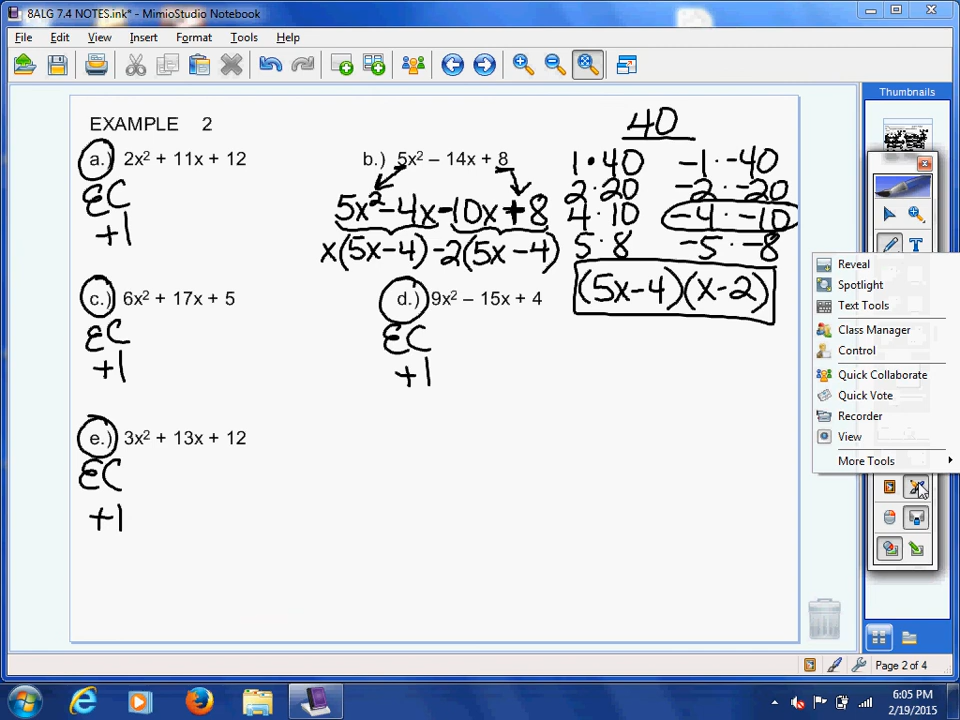 8ALG 7.4 NOTES.ink* - MimioStudio Notebook
File Edit View Insert Format Tools Help
Thumbnails
EXAMPLE 2
40
a.) 2x² + 11x + 12
EC
+1
b.) 5x² – 14x + 8
5x²-4x-10x+8
x(5x-4)-2(5x-4)
1•40 -1·-40
2·20 -2·-20
4·10 -4·-10
5·8 -5·-8
(5x-4)(x-2)
c.) 6x² + 17x + 5
EC
+1
d.) 9x² – 15x + 4
EC
+1
e.) 3x² + 13x + 12
EC
+1
T
Reveal
Spotlight
Text Tools
Class Manager
Control
Quick Collaborate
Quick Vote
Recorder
View
More Tools
Page 2 of 4
6:05 PM
2/19/2015